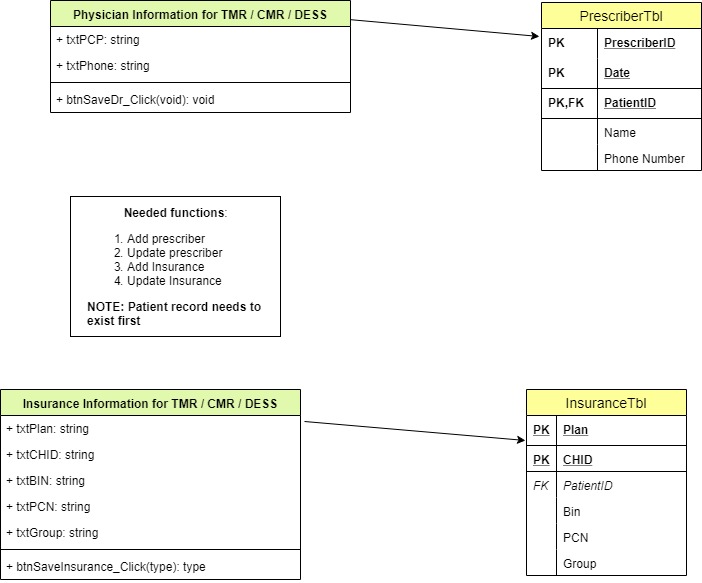 Physician Information for TMR / CMR / DESS
+ txtPCP: string
+ txtPhone: string
+ btnSaveDr_Click(void): void
PrescriberTbl
PK PrescriberID
PK Date
PK,FK PatientID
Name
Phone Number
Needed functions:
1. Add prescriber
2. Update prescriber
3. Add Insurance
4. Update Insurance
NOTE: Patient record needs to
exist first
Insurance Information for TMR / CMR / DESS
+ txtPlan: string
+ txtCHID: string
+ txtBIN: string
+ txtPCN: string
+ txtGroup: string
+ btnSaveInsurance_Click(type): type
InsuranceTbl
PK Plan
PK CHID
FK PatientID
Bin
PCN
Group